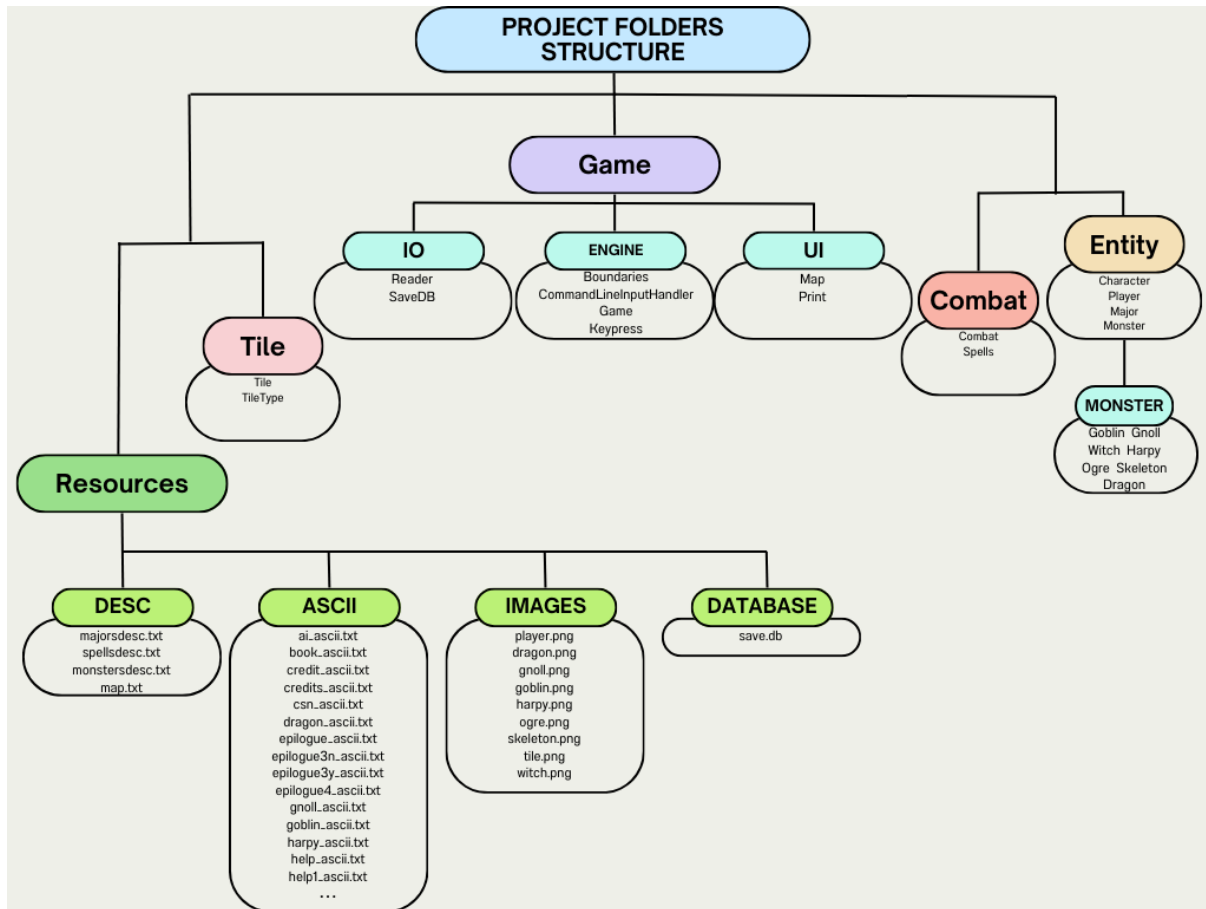 PROJECT FOLDERS
STRUCTURE
Game
IO
Reader
SaveDB
ENGINE
Boundaries
CommandLineInputHandler
Game
Keypress
UI
Map
Print
Combat
Combat
Spells
Entity
Character
Player
Major
Monster
MONSTER
Goblin Gnoll
Witch Harpy
Ogre Skeleton
Dragon
Tile
Tile
TileType
Resources
DESC
majorsdesc.txt
spellsdesc.txt
monstersdesc.txt
map.txt
ASCII
ai_ascii.txt
book_ascii.txt
credit_ascii.txt
credits_ascii.txt
csn_ascii.txt
dragon_ascii.txt
epilogue_ascii.txt
epilogue3n_ascii.txt
epilogue3y_ascii.txt
epilogue4_ascii.txt
gnoll_ascii.txt
goblin_ascii.txt
harpy_ascii.txt
help_ascii.txt
help1_ascii.txt
...
IMAGES
player.png
dragon.png
gnoll.png
goblin.png
harpy.png
ogre.png
skeleton.png
tile.png
witch.png
DATABASE
save.db